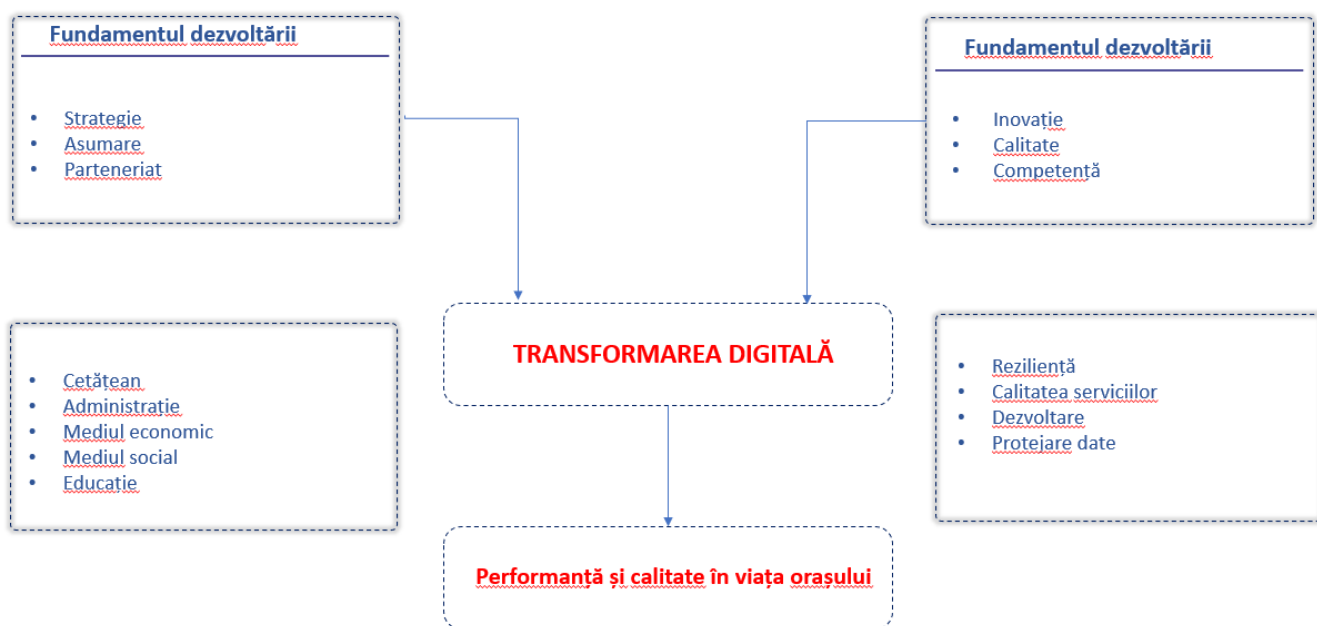 Fundamentul dezvoltării
• Strategie
• Asumare
• Parteneriat
Fundamentul dezvoltării
• Inovație
• Calitate
• Competență
TRANSFORMAREA DIGITALĂ
• Cetățean
• Administrație
• Mediul economic
• Mediul social
• Educație
• Reziliență
• Calitatea serviciilor
• Dezvoltare
• Protejare date
Performanță și calitate în viața orașului